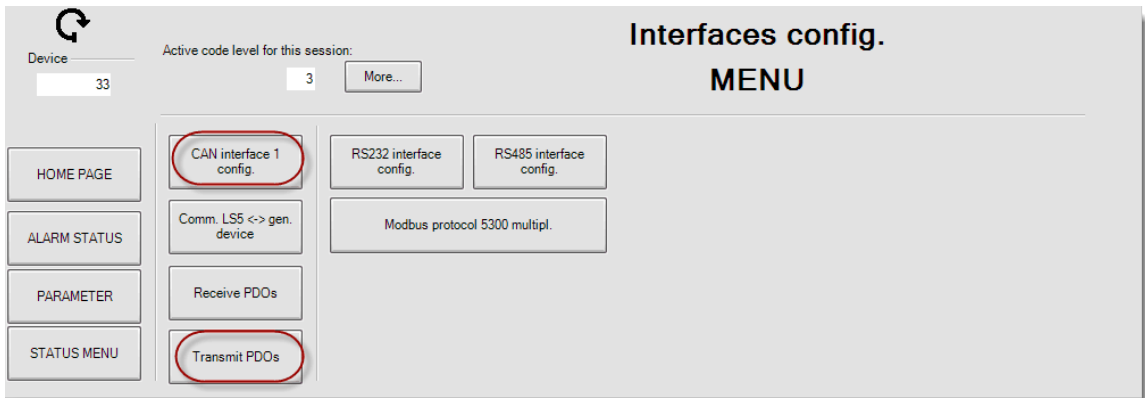 Interfaces config.
MENU
Device
33
Active code level for this session:
3
More...
HOME PAGE
ALARM STATUS
PARAMETER
STATUS MENU
CAN interface 1
config.
Comm. LS5 <-> gen.
device
Receive PDOs
Transmit PDOs
RS232 interface
config.
RS485 interface
config.
Modbus protocol 5300 multipl.